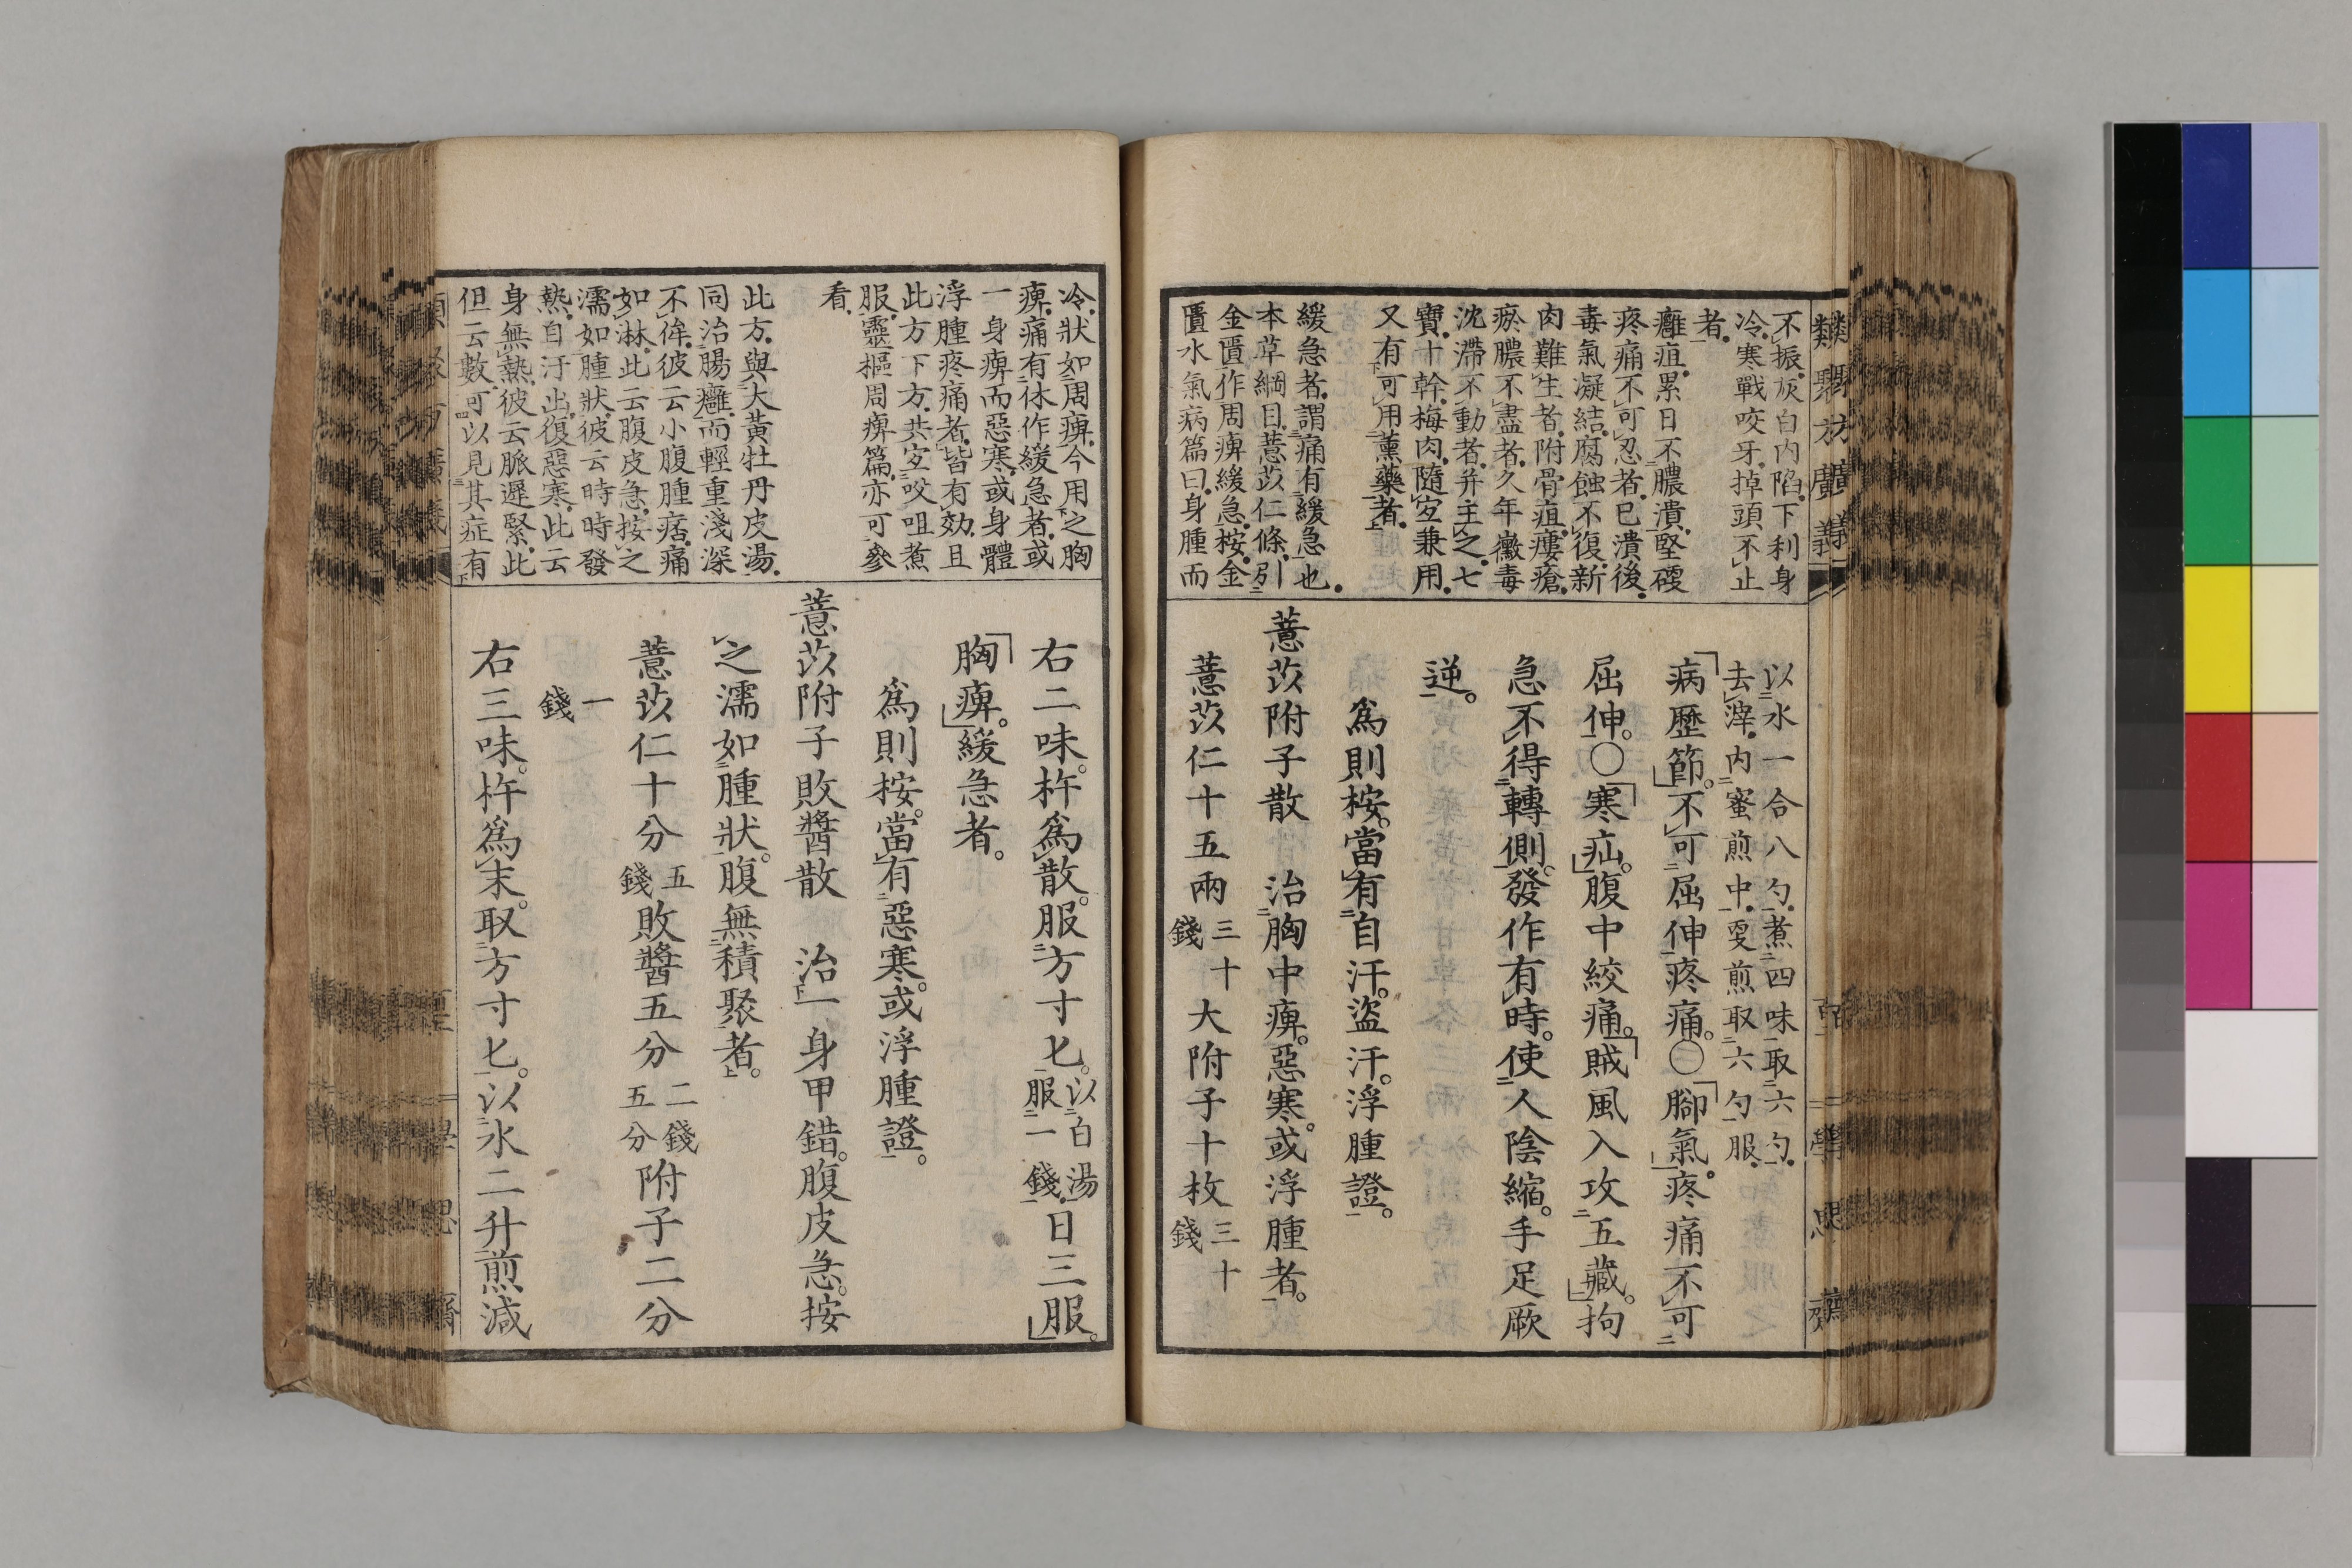 類聚方廣義
不振灰白内陷下利身
冷寒戰咬牙掉頭不止
者
癰疽累日不膿潰堅硬
疼痛不可忍者已潰後
毒氣凝結腐蝕不復新
肉難生者附骨疽瘻瘡
瘀膿不盡者久年黴毒
沈滯不動者并主之七
寶十幹梅肉隨宜兼用
又有可用薰藥者
緩急者謂痛有緩急也
本草綱目薏苡仁條引
金匱作周痺緩急按金
匱水氣病篇曰身腫而
以水一合八勺煮四味取六勺
去滓内蜜煎中更煎取六勺服
病歷節不可屈伸疼痛〇腳氣疼痛不可
屈伸〇寒疝腹中絞痛賊風入攻五藏拘
急不得轉側發作有時使人陰縮手足厥
逆
爲則按當有自汗盜汗浮腫證
薏苡附子散 治胸中痺惡寒或浮腫者
薏苡仁十五兩三十錢大附子十枚三十錢
學思齋
冷狀如周痺今用之胸
痺痛有休作緩急者或
一身痺而惡寒或身體
浮腫疼痛者皆有効且
此方下方共宜㕮咀煮
服靈樞周痺篇亦可參
看
此方與大黃牡丹皮湯
同治腸癰而輕重淺深
不侔彼云小腹腫痞痛
如淋此云腹皮急按之
濡如腫狀彼云時時發
熱自汗出復惡寒此云
身無熱彼云脈遲緊此
但云數可以見其症有
右二味杵爲散服方寸匕以白湯服一錢日三服
胸痺緩急者
爲則按當有惡寒或浮腫證
薏苡附子敗醬散 治一身甲錯腹皮急按
之濡如腫狀腹無積聚者
薏苡仁十分五錢敗醬五分二錢五分附子二分
一錢
右三味杵爲末取方寸匕以水二升煎減